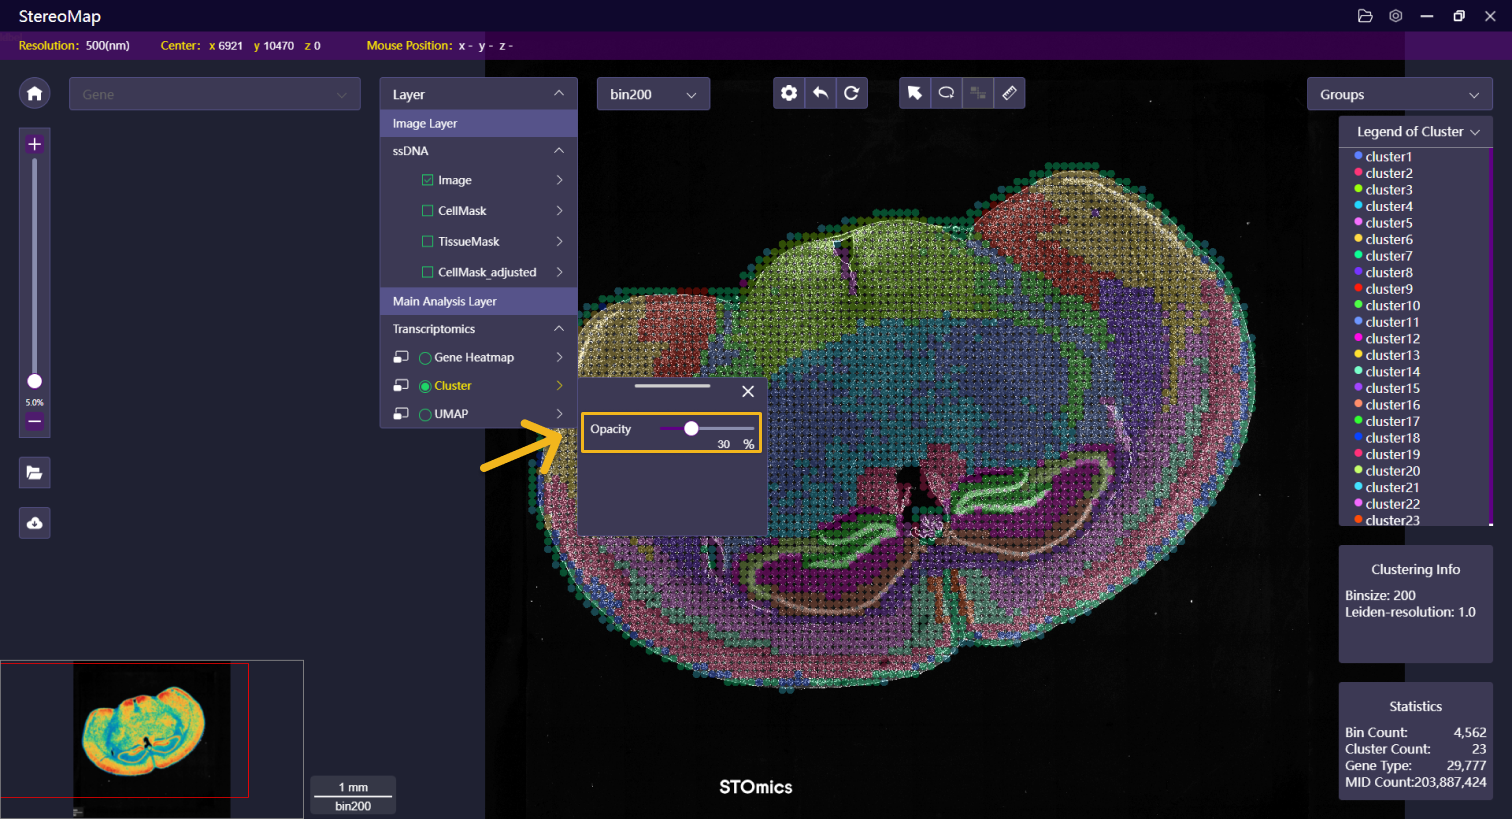 StereoMap
Resolution: 500(nm) Center: x 6921 y 10470 z 0 Mouse Position: x - y - z -
Gene
Layer
Image Layer
ssDNA
Image
CellMask
TissueMask
CellMask_adjusted
Main Analysis Layer
Transcriptomics
Gene Heatmap
Cluster
UMAP
bin200
Opacity
30 %
5.0%
Groups
Legend of Cluster
cluster1
cluster2
cluster3
cluster4
cluster5
cluster6
cluster7
cluster8
cluster9
cluster10
cluster11
cluster12
cluster13
cluster14
cluster15
cluster16
cluster17
cluster18
cluster19
cluster20
cluster21
cluster22
cluster23
Clustering Info
Binsize: 200
Leiden-resolution: 1.0
Statistics
Bin Count: 4,562
Cluster Count: 23
Gene Type: 29,777
MID Count:203,887,424
1 mm
bin200
STOmics